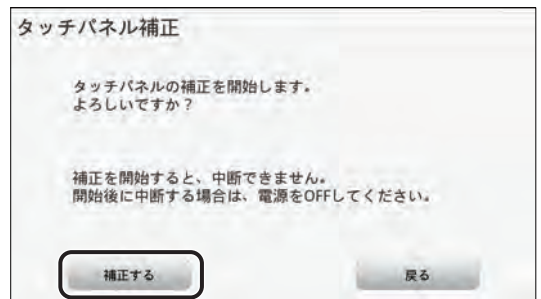 タッチパネル補正
タッチパネルの補正を開始します。
よろしいですか？
補正を開始すると、中断できません。
開始後に中断する場合は、電源をOFFしてください。
補正する
戻る